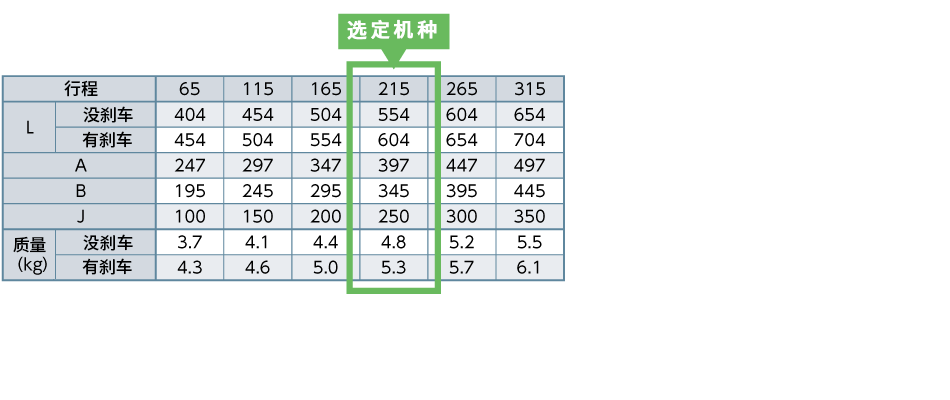 选定机种
行程 65 115 165 215 265 315
L 没刹车 404 454 504 554 604 654
有刹车 454 504 554 604 654 704
A 247 297 347 397 447 497
B 195 245 295 345 395 445
J 100 150 200 250 300 350
质量 (kg) 没刹车 3.7 4.1 4.4 4.8 5.2 5.5
有刹车 4.3 4.6 5.0 5.3 5.7 6.1